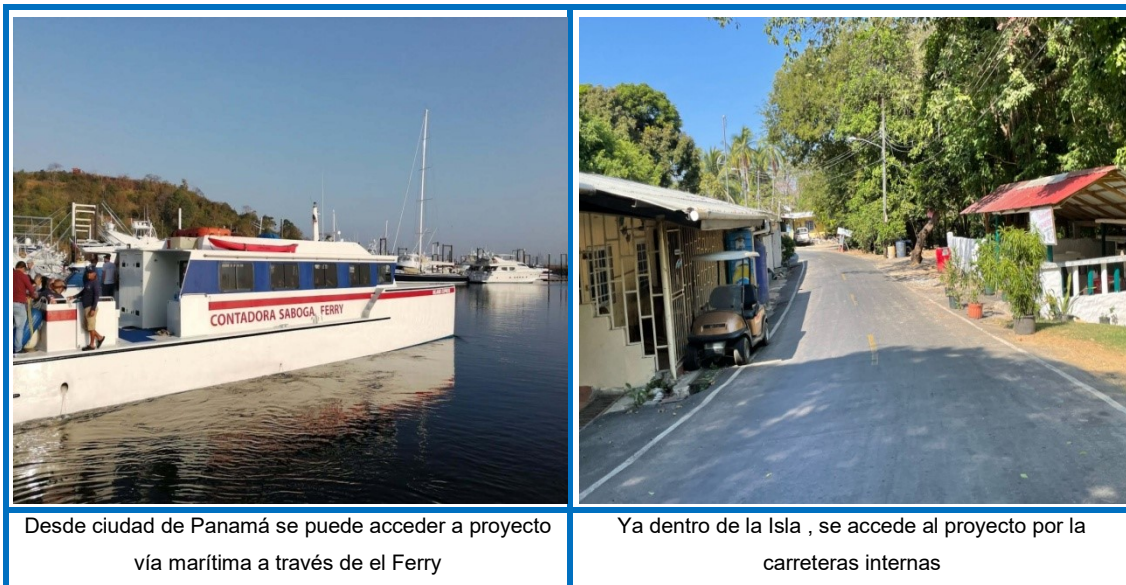 CONTADORA SABOGA FERRY
Desde ciudad de Panamá se puede acceder a proyecto
vía marítima a través de el Ferry
Ya dentro de la Isla , se accede al proyecto por la
carreteras internas